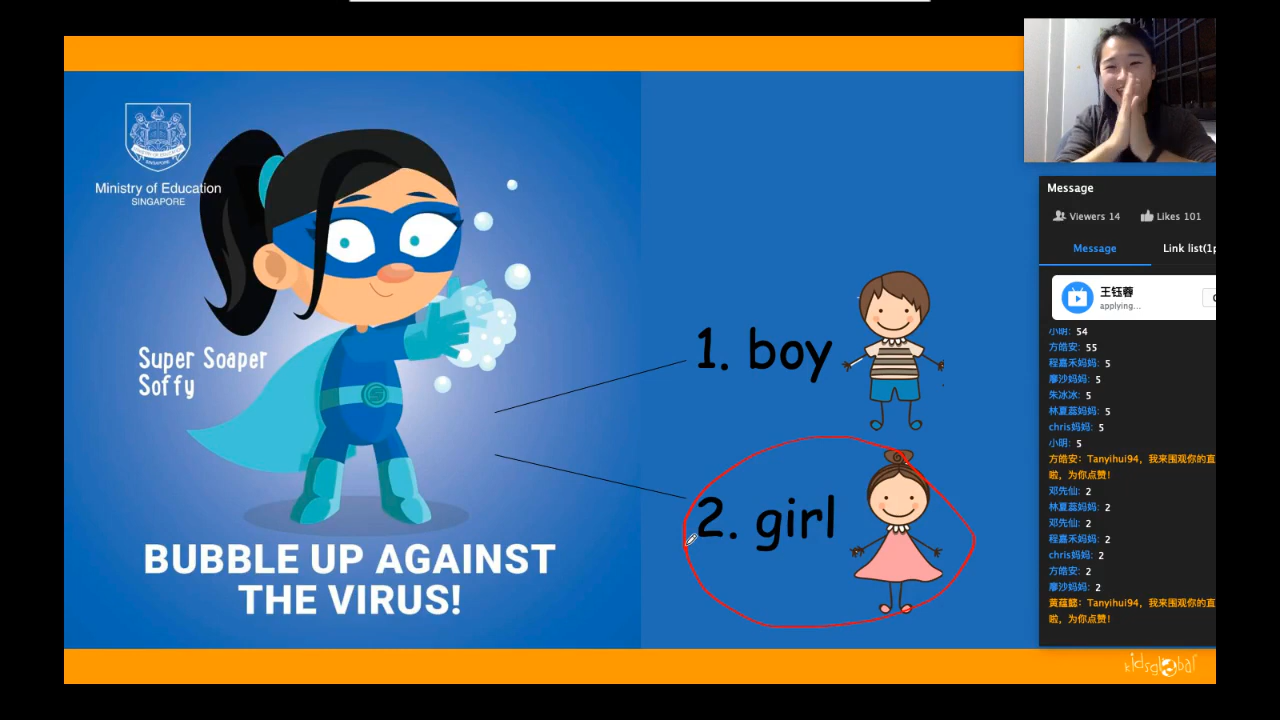 Ministry of Education
SINGAPORE
Super Soaper
Soffy
BUBBLE UP AGAINST
THE VIRUS!
1. boy
2. girl
Message
Viewers 14 Likes 101
Message Link list(1p
王钰蓉
applying...
小明: 54
方皓安: 55
程嘉禾妈妈: 5
廖沙妈妈: 5
朱冰冰: 5
林夏蕊妈妈: 5
chris妈妈: 5
小明: 5
方皓安: Tanyihui94, 我来围观你的直
啦, 为你点赞!
邓先仙: 2
林夏蕊妈妈: 2
邓先仙: 2
程嘉禾妈妈: 2
chris妈妈: 2
方皓安: 2
廖沙妈妈: 2
黄蕴懿: Tanyihui94, 我来围观你的直
啦, 为你点赞!
kidsglobal